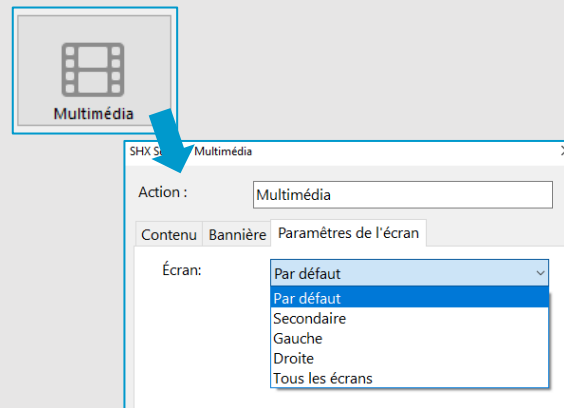 Multimédia
SHX Multimédia
Action :
Multimédia
Contenu Bannière Paramêtres de l'écran
Écran:
Par défaut
Par défaut
Secondaire
Gauche
Droite
Tous les écrans